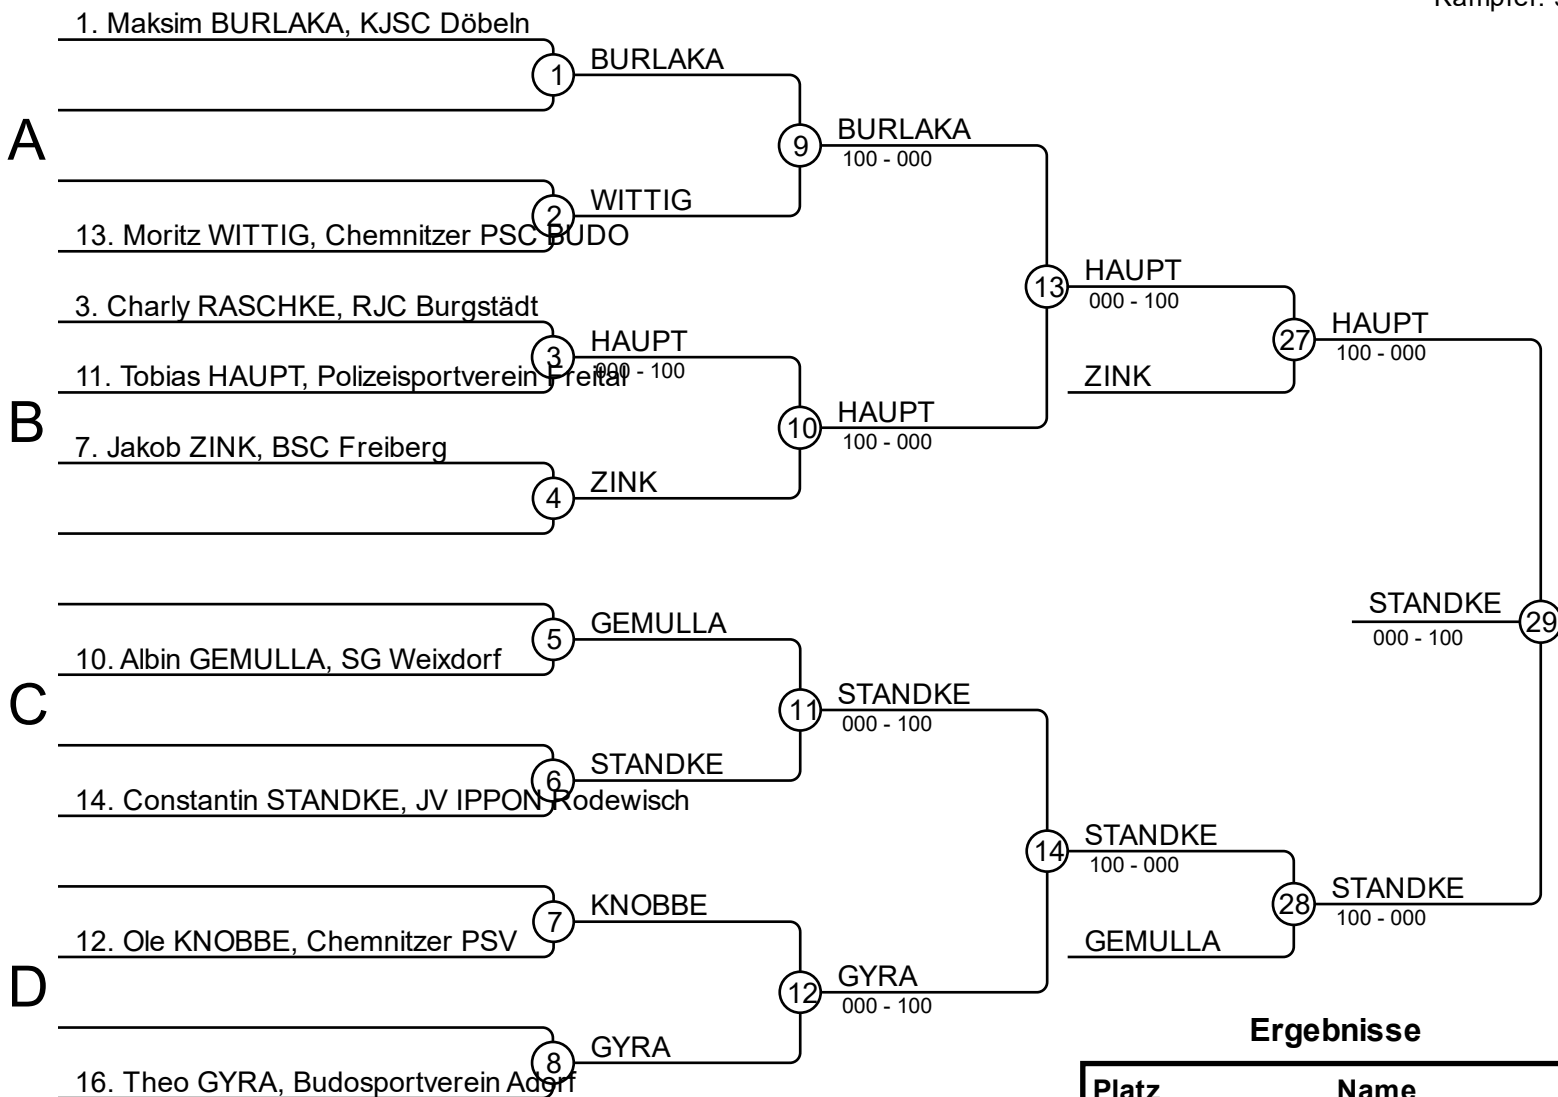 Kämpfer:
1. Maksim BURLAKA, KJSC Döbeln
1
BURLAKA
A
9
BURLAKA
100 - 000
2
WITTIG
13. Moritz WITTIG, Chemnitzer PSC BUDO
13
HAUPT
000 - 100
3. Charly RASCHKE, RJC Burgstädt
27
HAUPT
100 - 000
3
HAUPT
000 - 100
11. Tobias HAUPT, Polizeisportverein Freital
ZINK
B
10
HAUPT
100 - 000
7. Jakob ZINK, BSC Freiberg
4
ZINK
5
GEMULLA
STANDKE
29
000 - 100
10. Albin GEMULLA, SG Weixdorf
C
11
STANDKE
000 - 100
6
STANDKE
14. Constantin STANDKE, JV IPPON Rodewisch
14
STANDKE
100 - 000
28
STANDKE
100 - 000
7
KNOBBE
12. Ole KNOBBE, Chemnitzer PSV
GEMULLA
D
12
GYRA
000 - 100
8
GYRA
16. Theo GYRA, Budosportverein Adorf
Ergebnisse
Platz Name